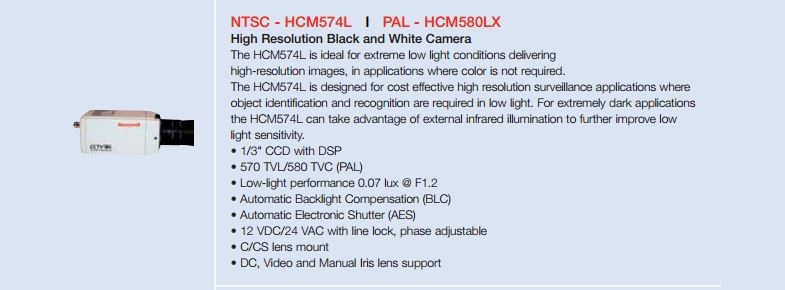 NTSC - HCM574L I PAL - HCM580LX
High Resolution Black and White Camera
The HCM574L is ideal for extreme low light conditions delivering
high-resolution images, in applications where color is not required.
The HCM574L is designed for cost effective high resolution surveillance applications where
object identification and recognition are required in low light. For extremely dark applications
the HCM574L can take advantage of external infrared illumination to further improve low
light sensitivity.
• 1/3" CCD with DSP
• 570 TVL/580 TVC (PAL)
• Low-light performance 0.07 lux @ F1.2
• Automatic Backlight Compensation (BLC)
• Automatic Electronic Shutter (AES)
• 12 VDC/24 VAC with line lock, phase adjustable
• C/CS lens mount
• DC, Video and Manual Iris lens support
Honeywell